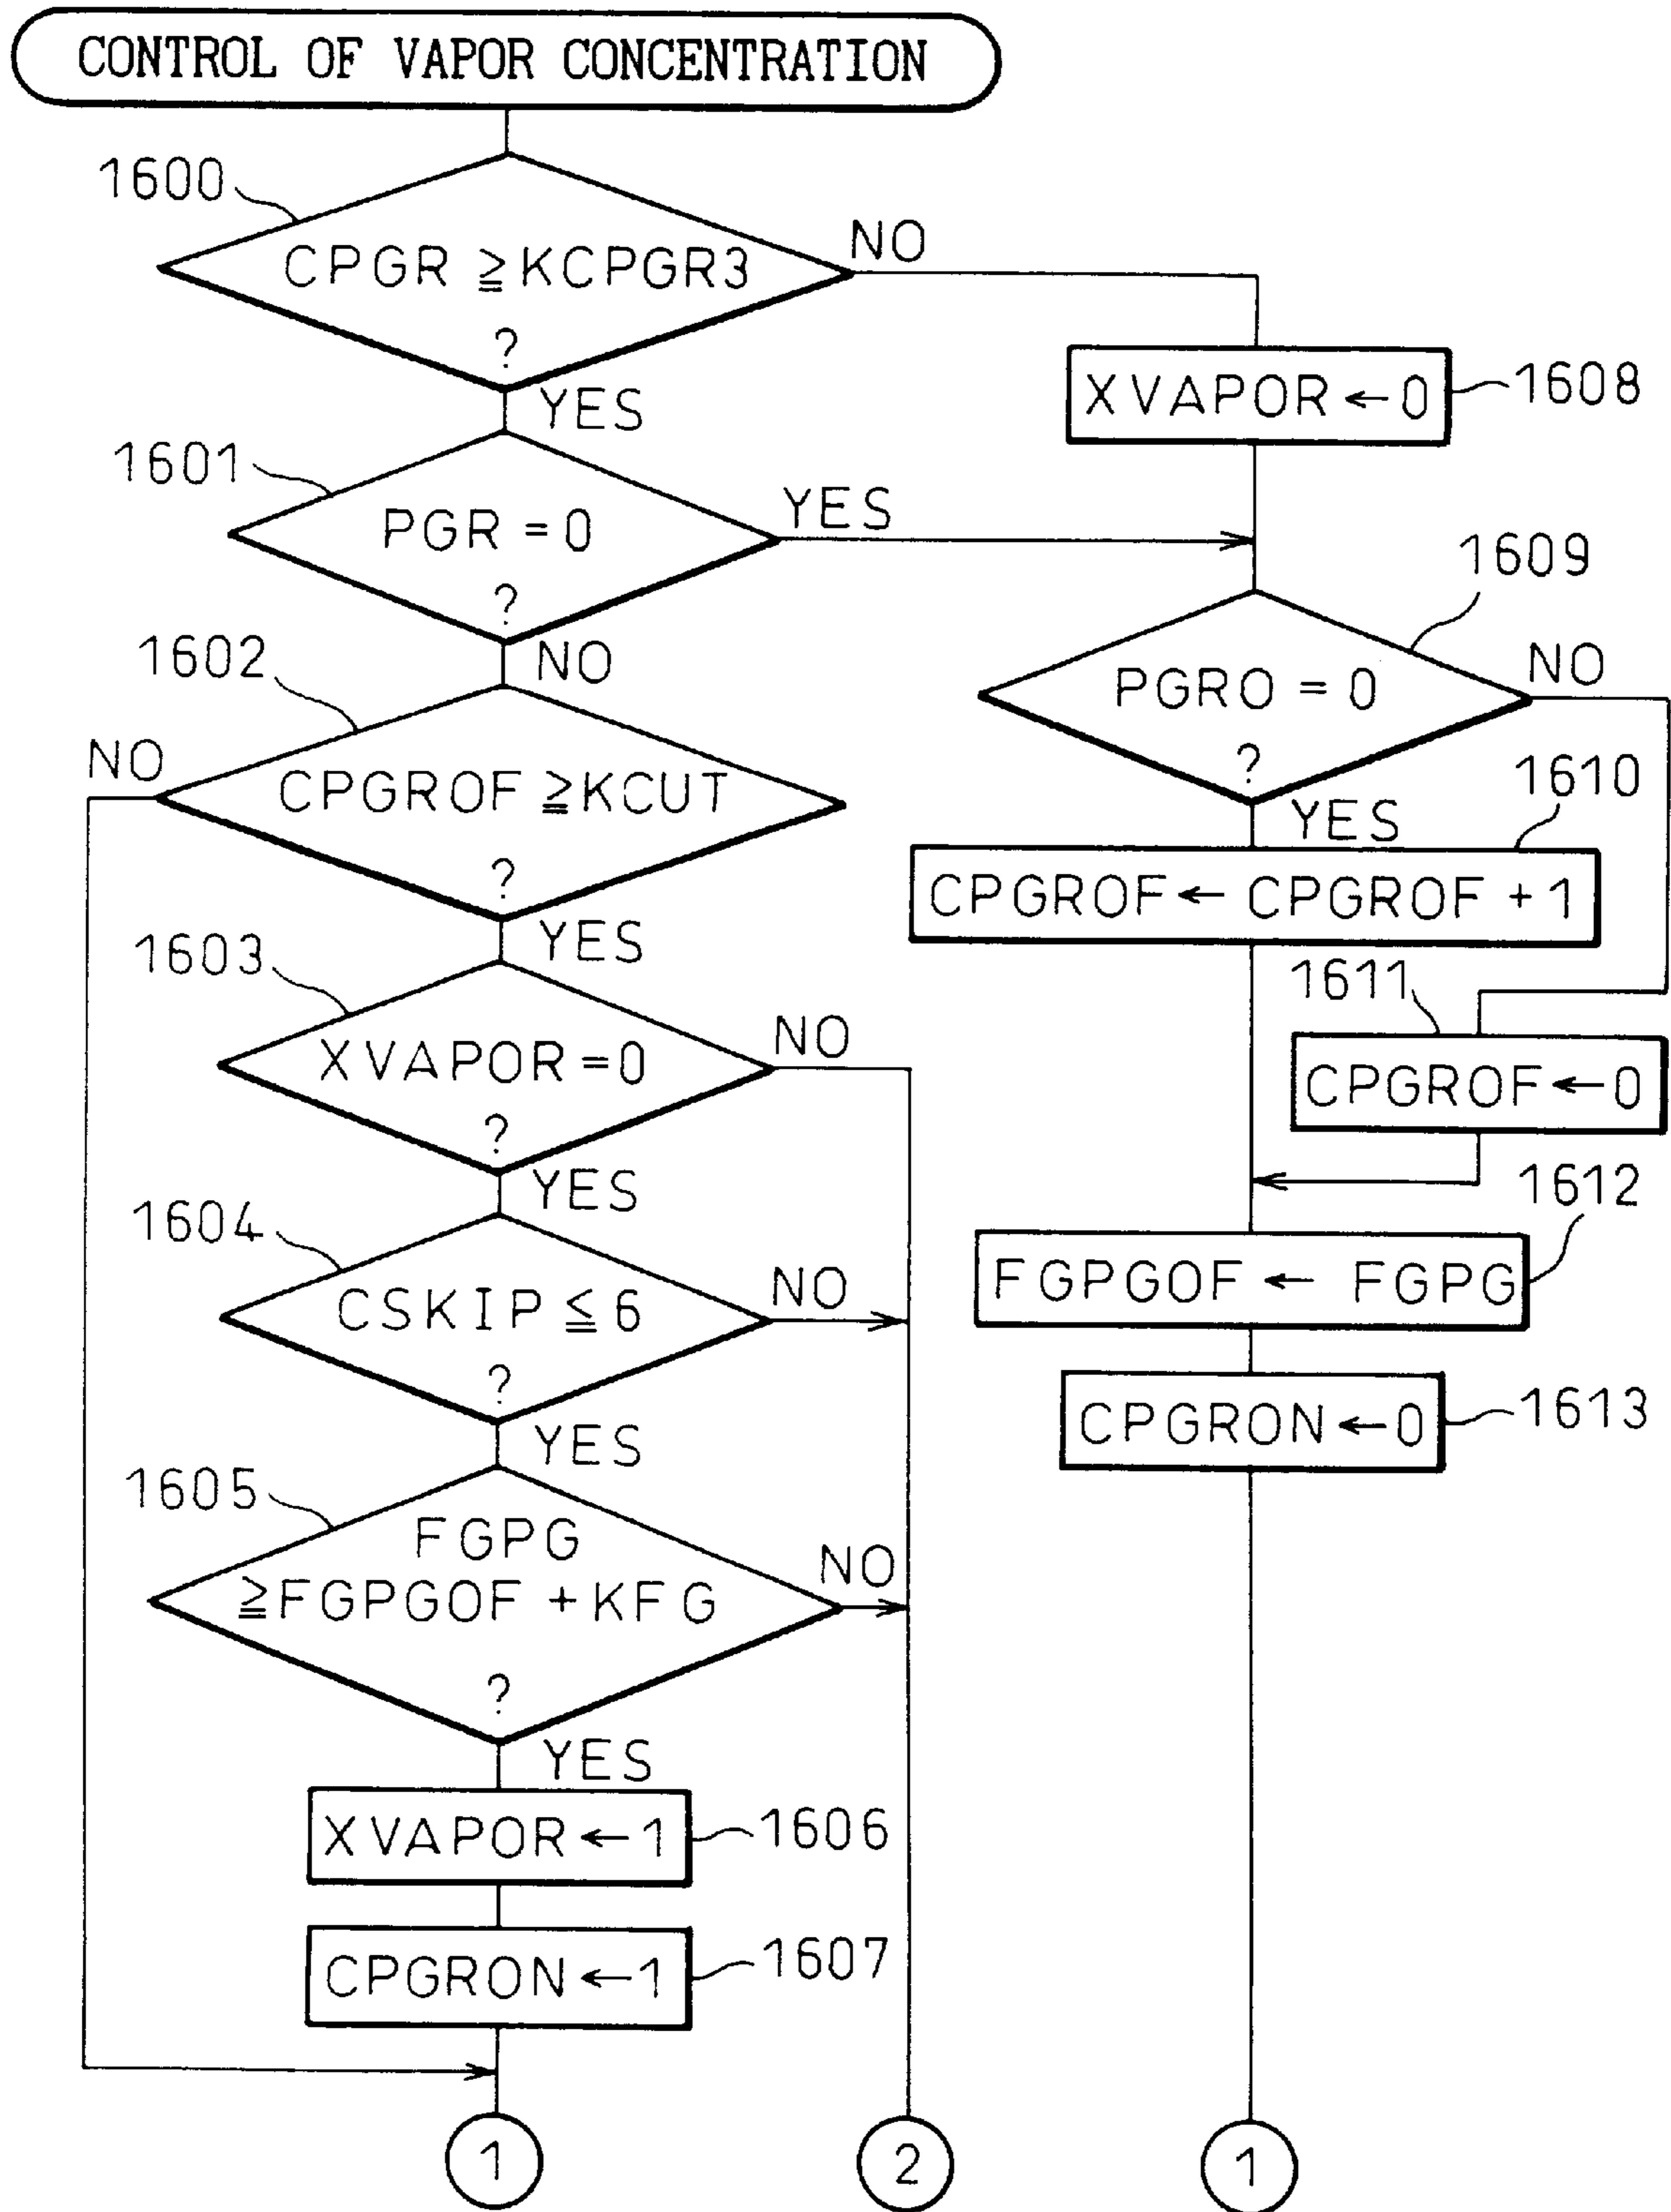 CONTROL OF VAPOR CONCENTRATION
1600
CPGR ≧ KCPGR3
?
NO
YES
XVAPOR ← 0
1608
1601
PGR = 0
?
YES
NO
1609
PGRO = 0
?
NO
YES
1602
CPGROF ≧ KCUT
?
NO
YES
1610
CPGROF ← CPGROF + 1
1611
CPGROF ← 0
1603
XVAPOR = 0
?
NO
YES
1612
FGPGOF ← FGPG
1604
CSKIP ≦ 6
?
NO
YES
CPGRON ← 0
1613
1605
FGPG
≧ FGPGOF + KFG
?
NO
YES
XVAPOR ← 1
1606
CPGRON ← 1
1607
1
2
1